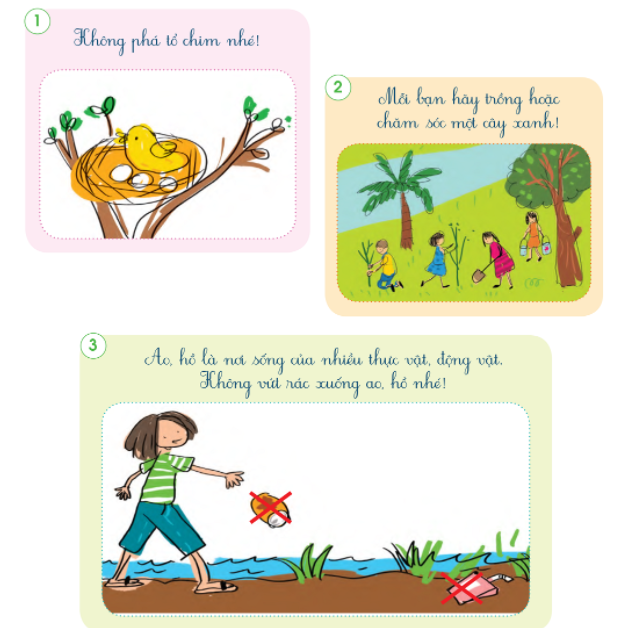 1
Không phá tổ chim nhé!
2
Mỗi bạn hãy trồng hoặc
chăm sóc một cây xanh!
3
Ao, hồ là nơi sống của nhiều thực vật, động vật.
Không vứt rác xuống ao, hồ nhé!